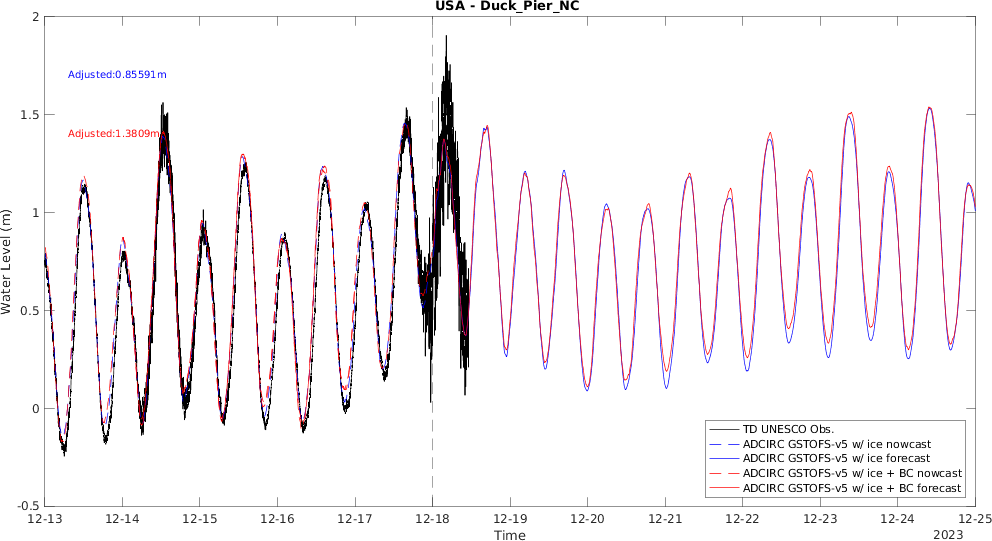 USA - Duck_Pier_NC
2
1.5
1
0.5
0
-0.5
Water Level (m)
Adjusted:0.85591m
Adjusted:1.3809m
TD UNESCO Obs.
ADCIRC GSTOFS-v5 w/ ice nowcast
ADCIRC GSTOFS-v5 w/ ice forecast
ADCIRC GSTOFS-v5 w/ ice + BC nowcast
ADCIRC GSTOFS-v5 w/ ice + BC forecast
12-13 12-14 12-15 12-16 12-17 12-18 12-19 12-20 12-21 12-22 12-23 12-24 12-25
Time
2023